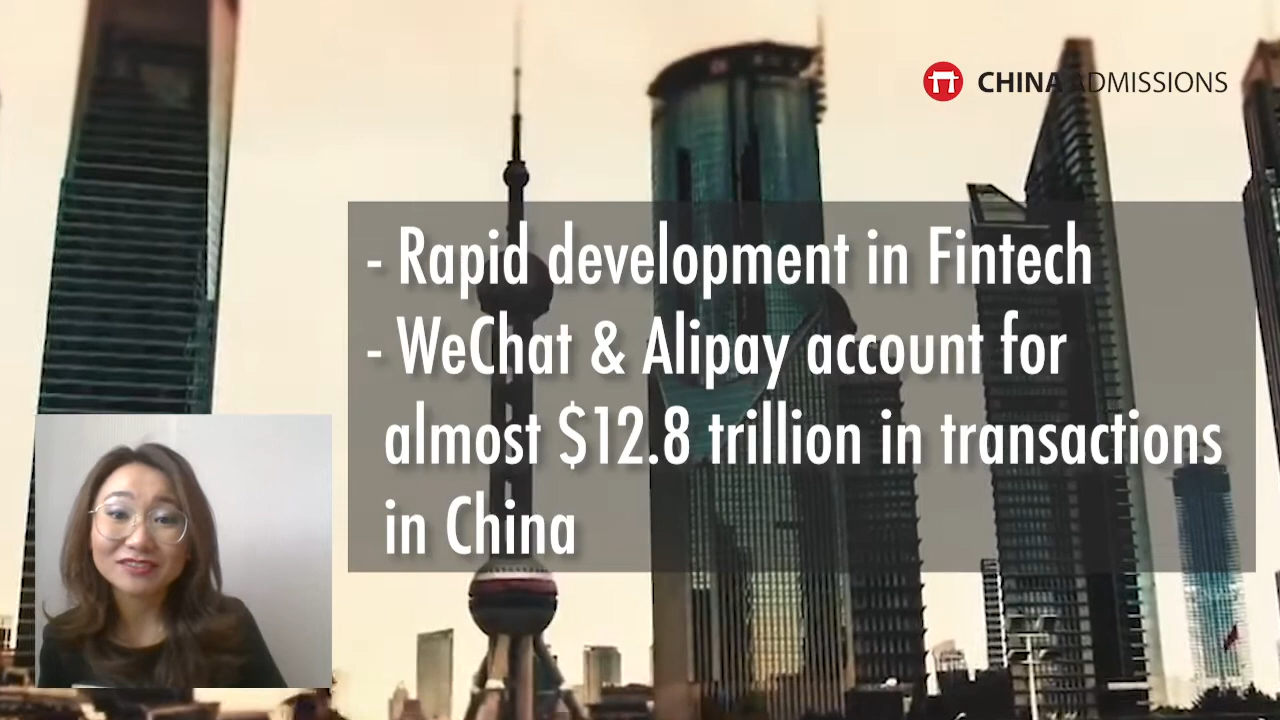 CHINA ADMISSIONS
- Rapid development in Fintech
- WeChat & Alipay account for
almost $12.8 trillion in transactions
in China